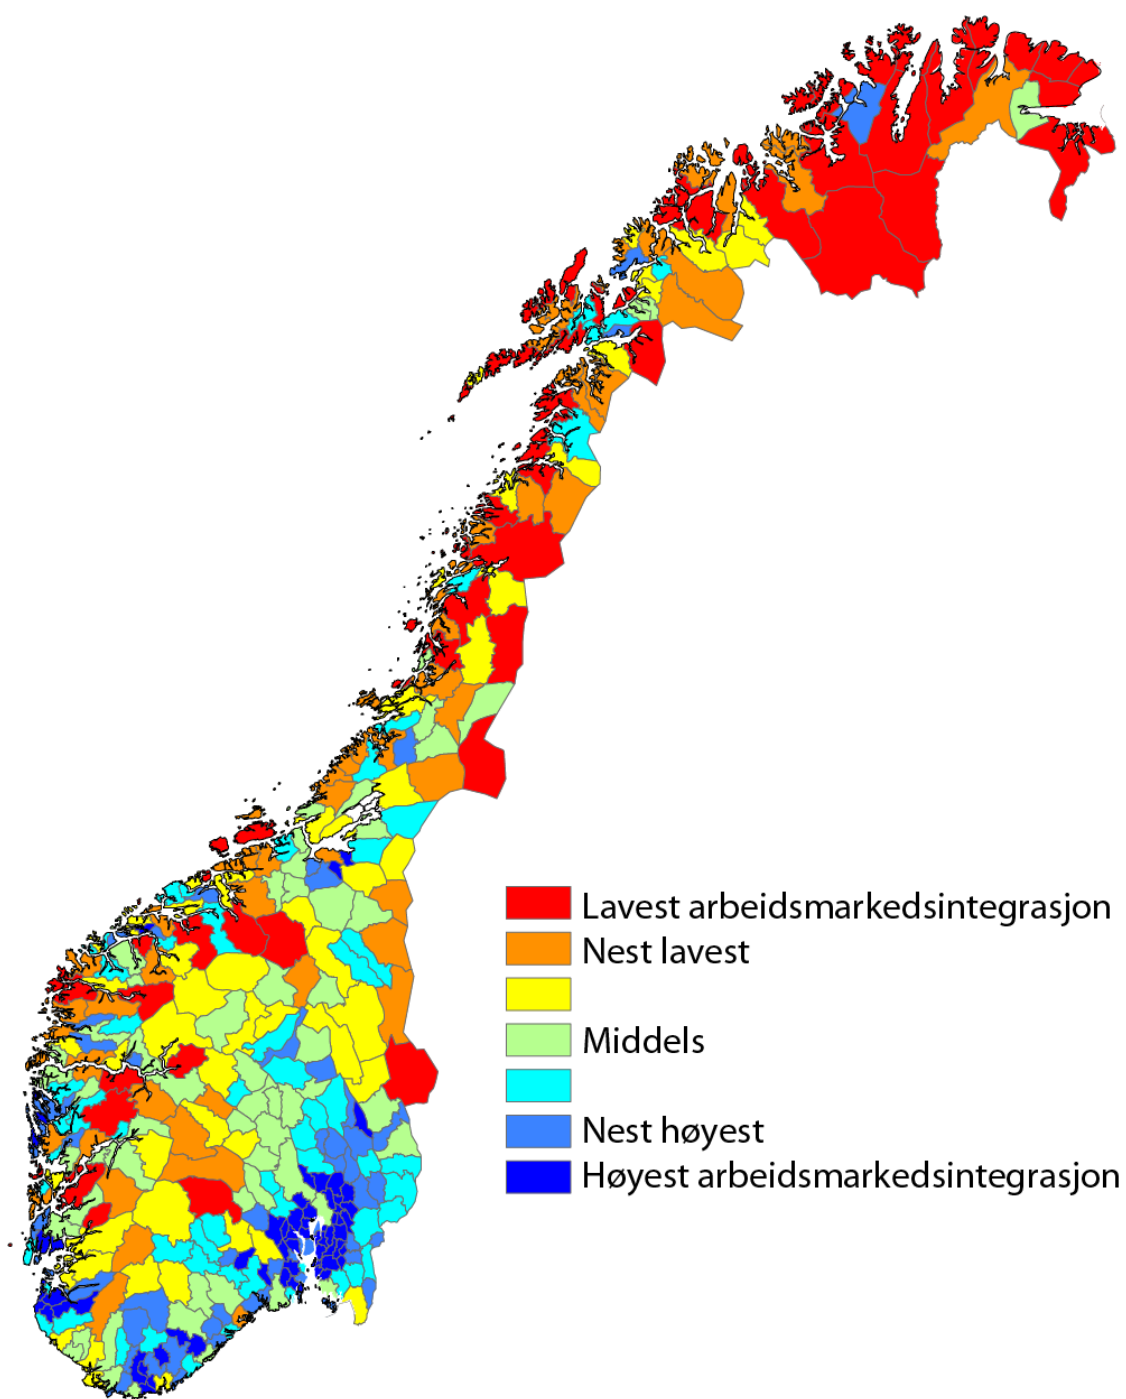 Lavest arbeidsmarkedsintegrasjon
Nest lavest
Middels
Nest høyest
Høyest arbeidsmarkedsintegrasjon